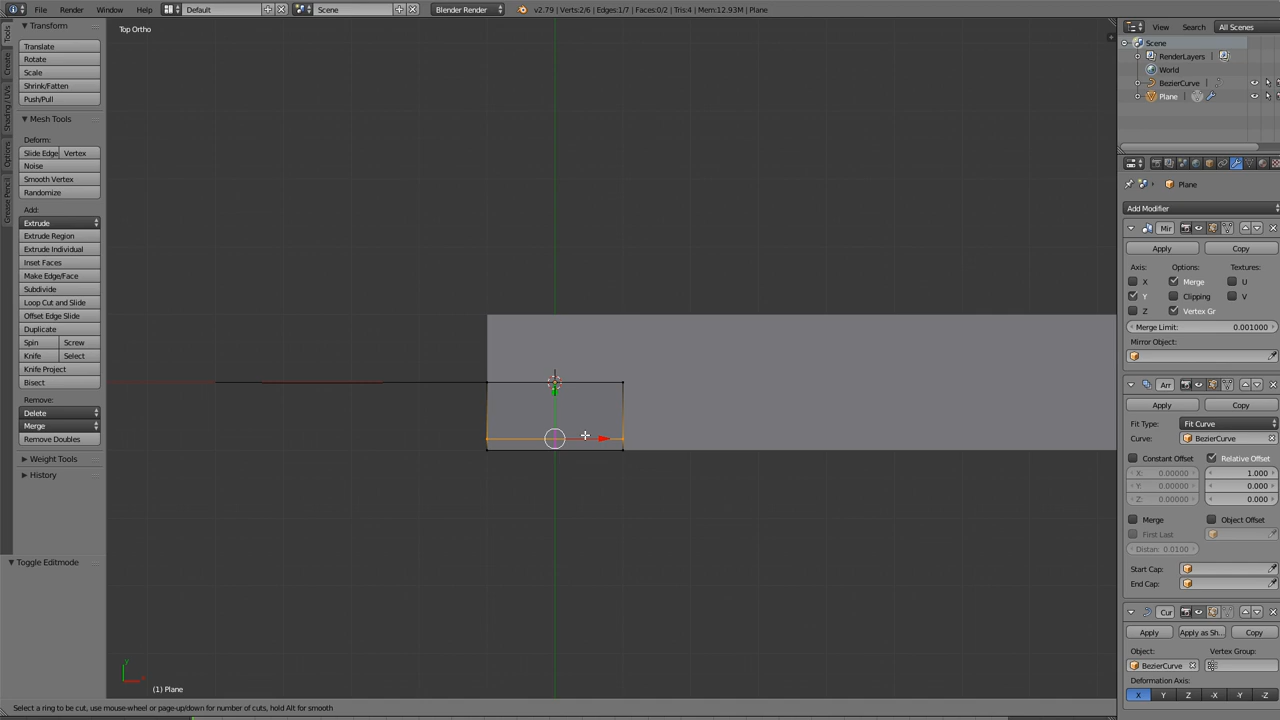 File Render Window Help Default Scene Blender Render v2.79 | Verts:2/6 | Edges:1/7 | Faces:0/2 | Tris:4 | Mem:12.93M | Plane
Tools
Create
Shading / UVs
Options
Grease Pencil
Transform
Translate
Rotate
Scale
Shrink/Fatten
Push/Pull
Mesh Tools
Deform:
Slide Edge Vertex
Noise
Smooth Vertex
Randomize
Add:
Extrude
Extrude Region
Extrude Individual
Inset Faces
Make Edge/Face
Subdivide
Loop Cut and Slide
Offset Edge Slide
Duplicate
Spin Screw
Knife Select
Knife Project
Bisect
Remove:
Delete
Merge
Remove Doubles
Weight Tools
History
Toggle Editmode
Top Ortho
y
x
(1) Plane
Select a ring to be cut, use mouse-wheel or page-up/down for number of cuts, hold Alt for smooth
View Search All Scenes
Scene
RenderLayers
World
BezierCurve
Plane
Plane
Add Modifier
Mir
Apply Copy
Axis: Options: Textures:
X Merge U
Y Clipping V
Z Vertex Gr
Merge Limit: 0.001000
Mirror Object:
Arr
Apply Copy
Fit Type: Fit Curve
Curve: BezierCurve
Constant Offset Relative Offset
X: 0.00000 1.000
Y: 0.00000 0.000
Z: 0.00000 0.000
Merge Object Offset
First Last
Distan: 0.0100
Start Cap:
End Cap:
Cur
Apply Apply as Sh... Copy
Object: Vertex Group:
BezierCurve
Deformation Axis:
X Y Z -X -Y -Z